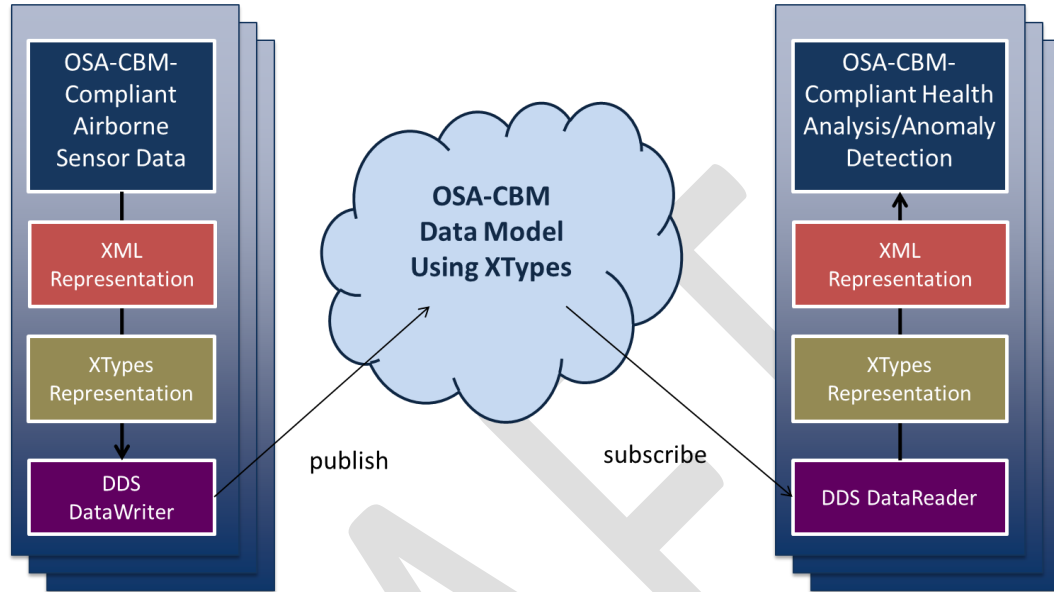 OSA-CBM-
Compliant
Airborne
Sensor Data
XML
Representation
XTypes
Representation
DDS
DataWriter
publish
OSA-CBM
Data Model
Using XTypes
subscribe
OSA-CBM-
Compliant Health
Analysis/Anomaly
Detection
XML
Representation
XTypes
Representation
DDS DataReader